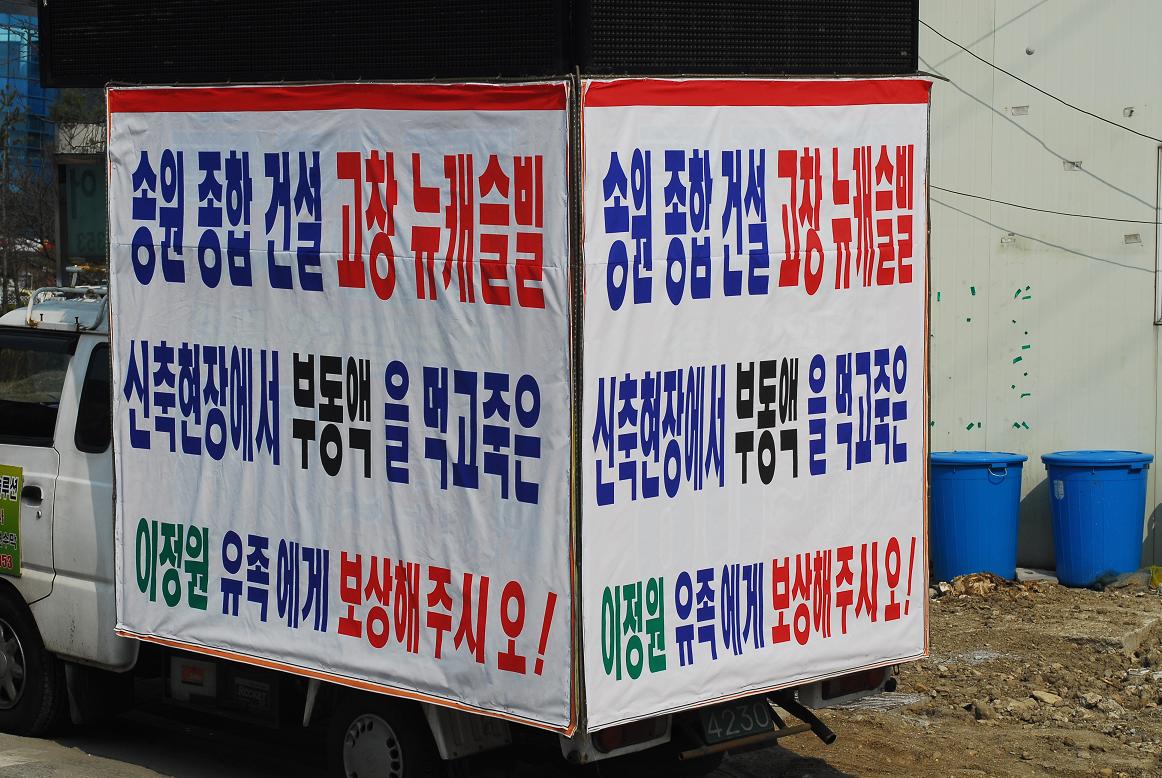 송원 종합 건설 고창 뉴캐슬빌
신축현장에서 부동액 을 먹고죽은
이정원 유족에게 보상해주시오!
송원 종합 건설 고창 뉴캐슬빌
신축현장에서 부동액 을 먹고죽은
이정원 유족에게 보상해주시오!
4230